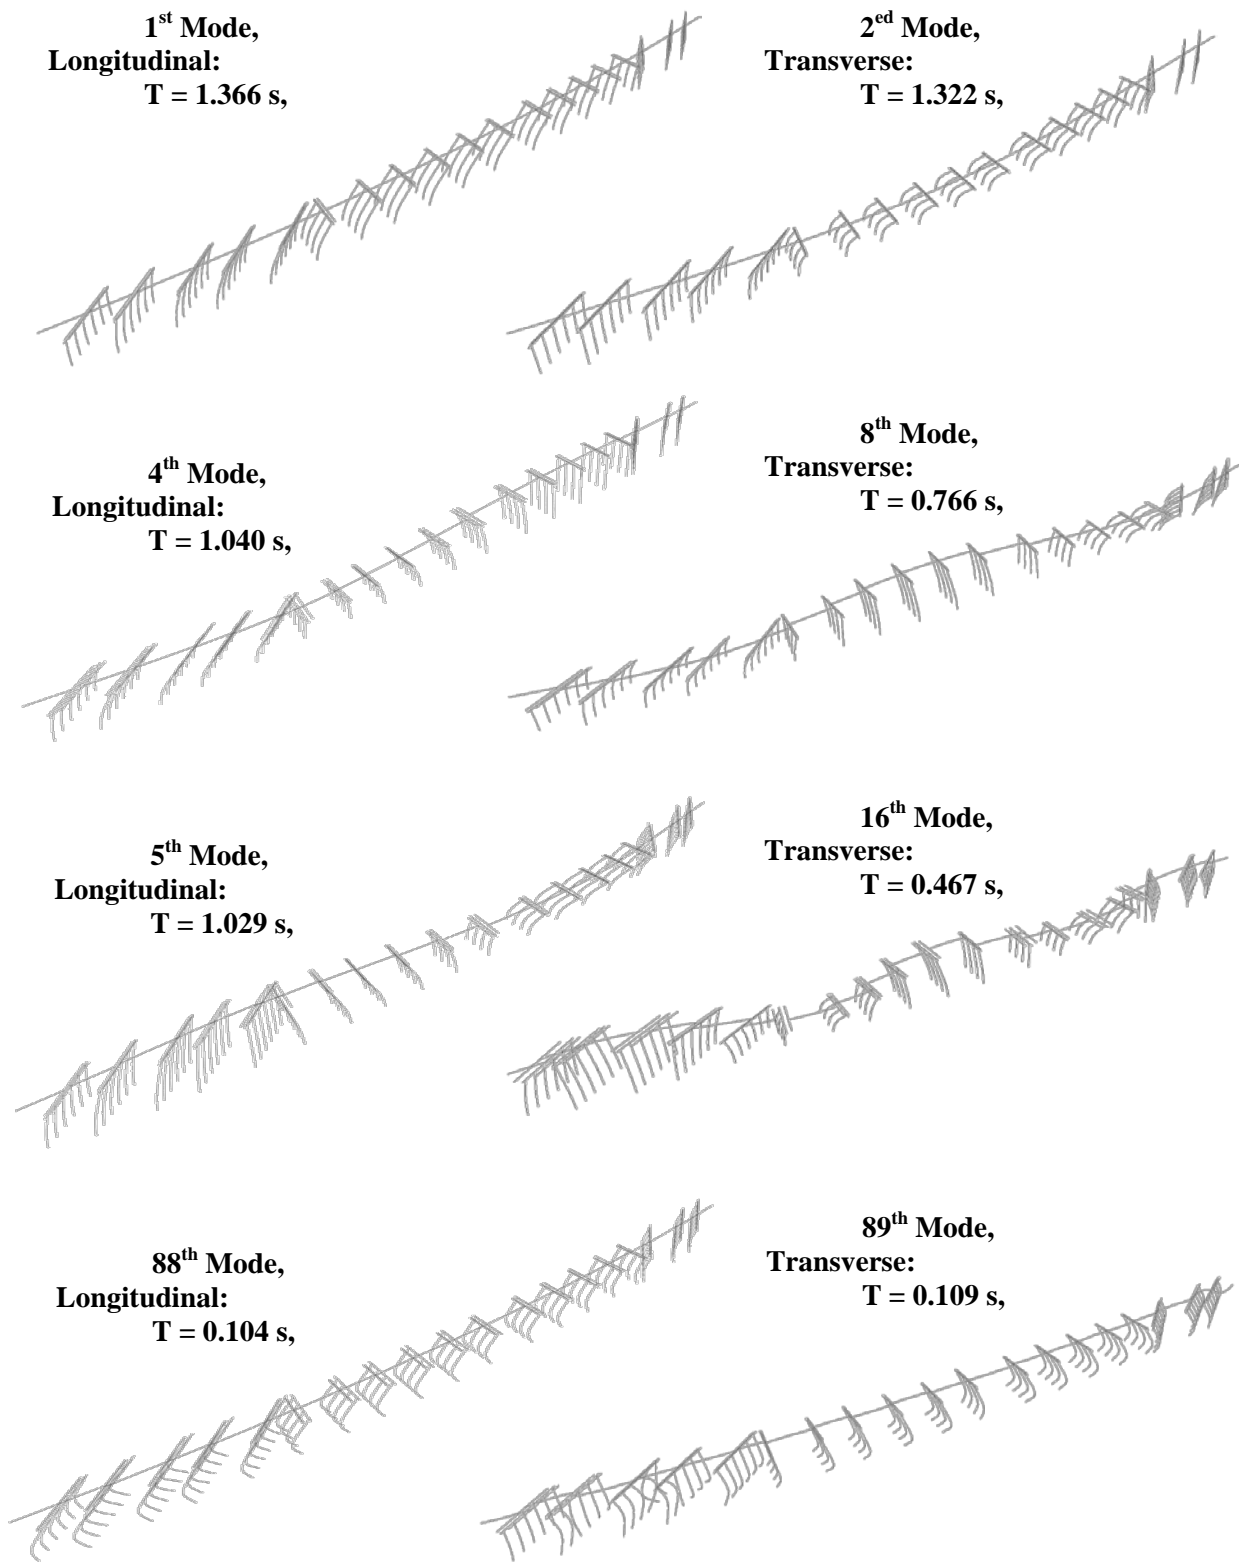 1st Mode,
Longitudinal:
T = 1.366 s,
2ed Mode,
Transverse:
T = 1.322 s,
4th Mode,
Longitudinal:
T = 1.040 s,
8th Mode,
Transverse:
T = 0.766 s,
5th Mode,
Longitudinal:
T = 1.029 s,
16th Mode,
Transverse:
T = 0.467 s,
88th Mode,
Longitudinal:
T = 0.104 s,
89th Mode,
Transverse:
T = 0.109 s,